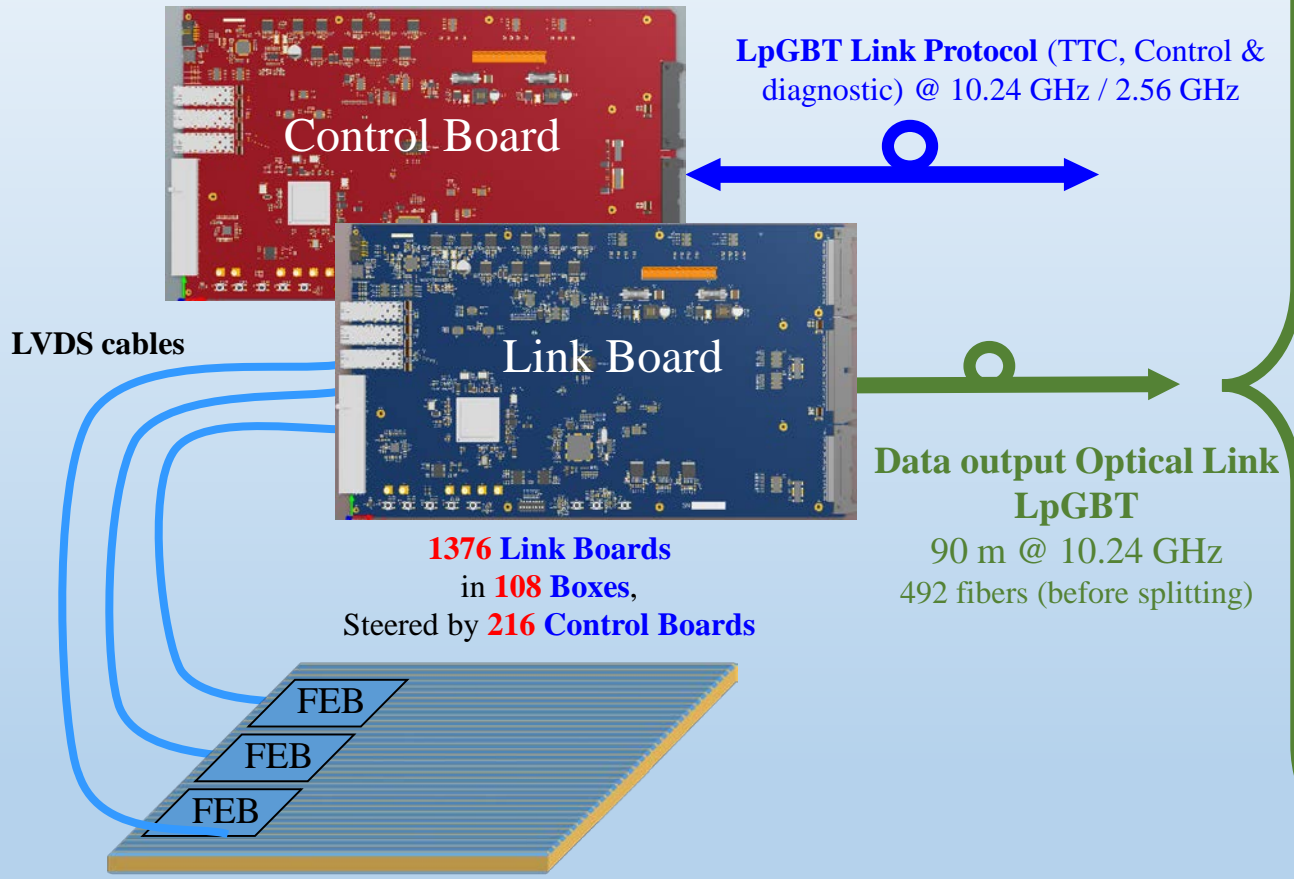 LpGBT Link Protocol (TTC, Control &
diagnostic) @ 10.24 GHz / 2.56 GHz
Control Board
LVDS cables
Link Board
Data output Optical Link
LpGBT
90 m @ 10.24 GHz
492 fibers (before splitting)
1376 Link Boards
in 108 Boxes,
Steered by 216 Control Boards
FEB
FEB
FEB